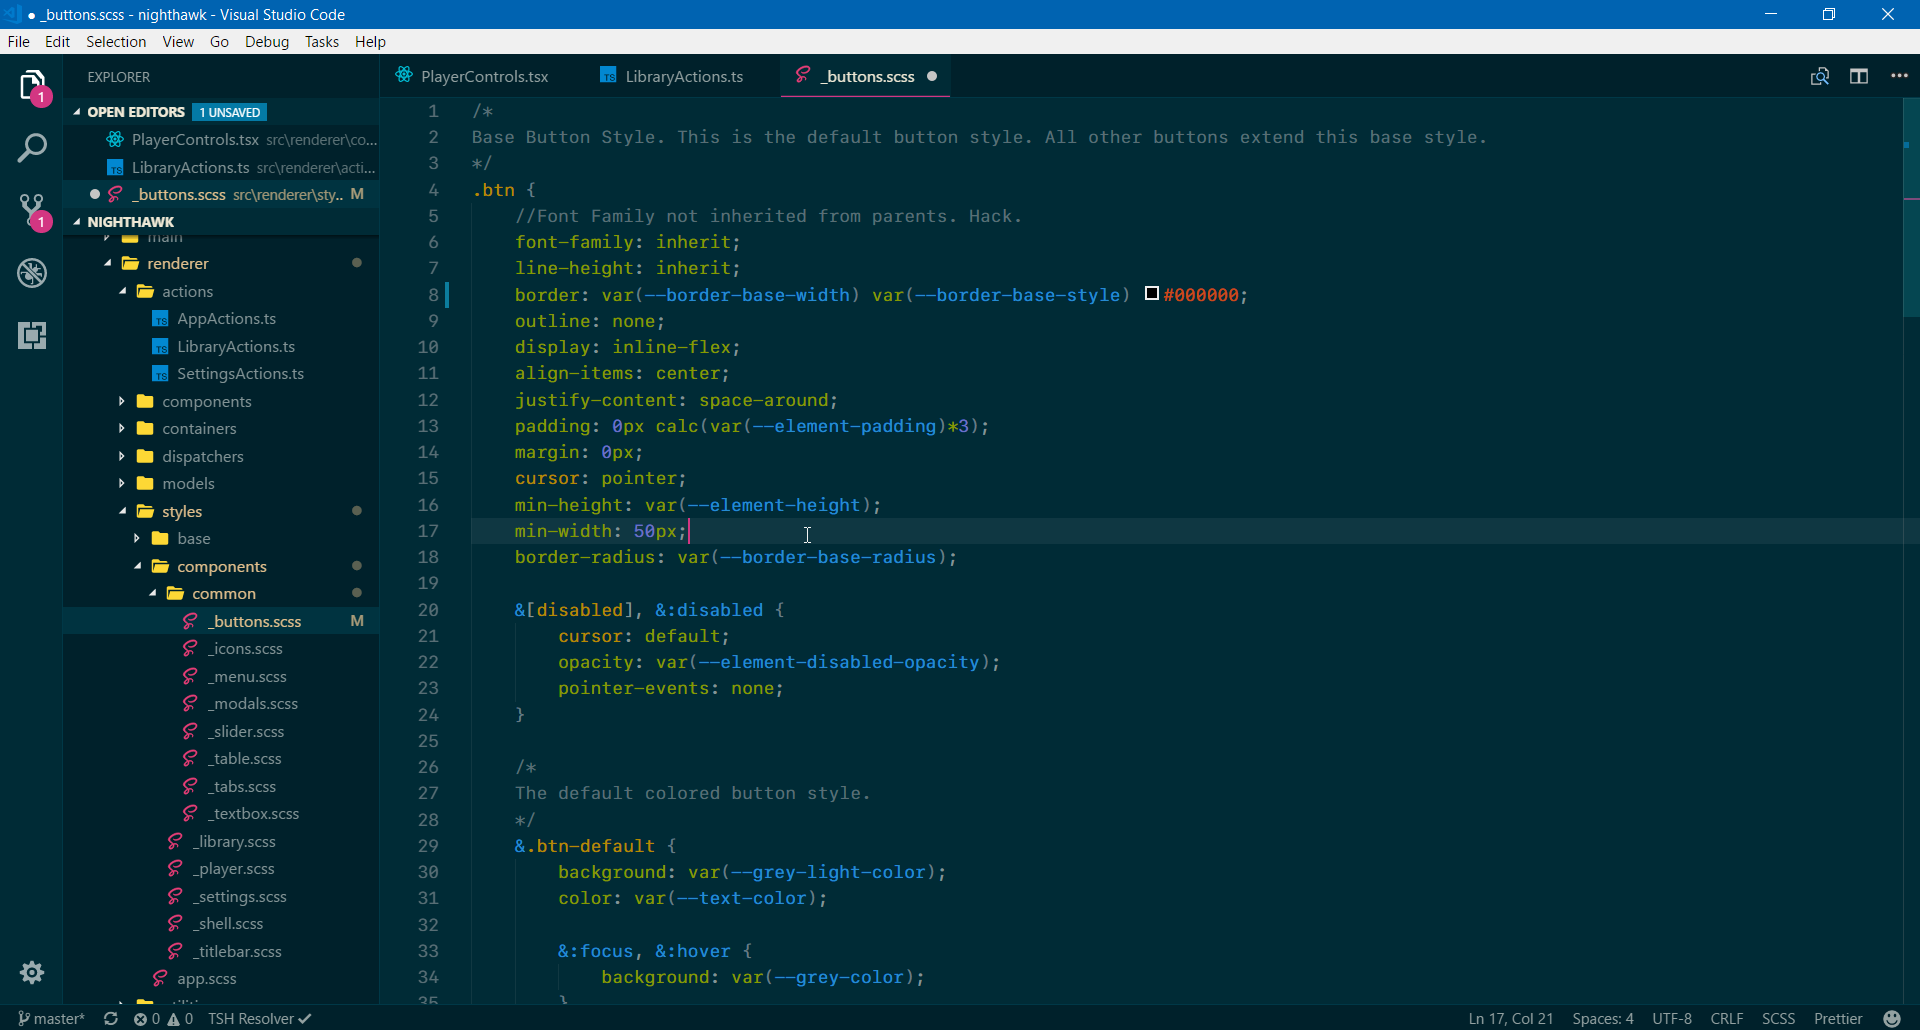 _buttons.scss - nighthawk - Visual Studio Code
File Edit Selection View Go Debug Tasks Help
EXPLORER
OPEN EDITORS 1 UNSAVED
PlayerControls.tsx src\renderer\co...
TS LibraryActions.ts src\renderer\acti...
_buttons.scss src\renderer\sty.. M
NIGHTHAWK
main
renderer
actions
TS AppActions.ts
TS LibraryActions.ts
TS SettingsActions.ts
components
containers
dispatchers
models
styles
base
components
common
_buttons.scss M
_icons.scss
_menu.scss
_modals.scss
_slider.scss
_table.scss
_tabs.scss
_textbox.scss
_library.scss
_player.scss
_settings.scss
_shell.scss
_titlebar.scss
app.scss
1
1
PlayerControls.tsx TS LibraryActions.ts _buttons.scss
1 /*
2 Base Button Style. This is the default button style. All other buttons extend this base style.
3 */
4 .btn {
5 //Font Family not inherited from parents. Hack.
6 font-family: inherit;
7 line-height: inherit;
8 border: var(--border-base-width) var(--border-base-style) #000000;
9 outline: none;
10 display: inline-flex;
11 align-items: center;
12 justify-content: space-around;
13 padding: 0px calc(var(--element-padding)*3);
14 margin: 0px;
15 cursor: pointer;
16 min-height: var(--element-height);
17 min-width: 50px;
18 border-radius: var(--border-base-radius);
19
20 &[disabled], &:disabled {
21 cursor: default;
22 opacity: var(--element-disabled-opacity);
23 pointer-events: none;
24 }
25
26 /*
27 The default colored button style.
28 */
29 &.btn-default {
30 background: var(--grey-light-color);
31 color: var(--text-color);
32
33 &:focus, &:hover {
34 background: var(--grey-color);
35 }
master* 0 0 TSH Resolver Ln 17, Col 21 Spaces: 4 UTF-8 CRLF SCSS Prettier